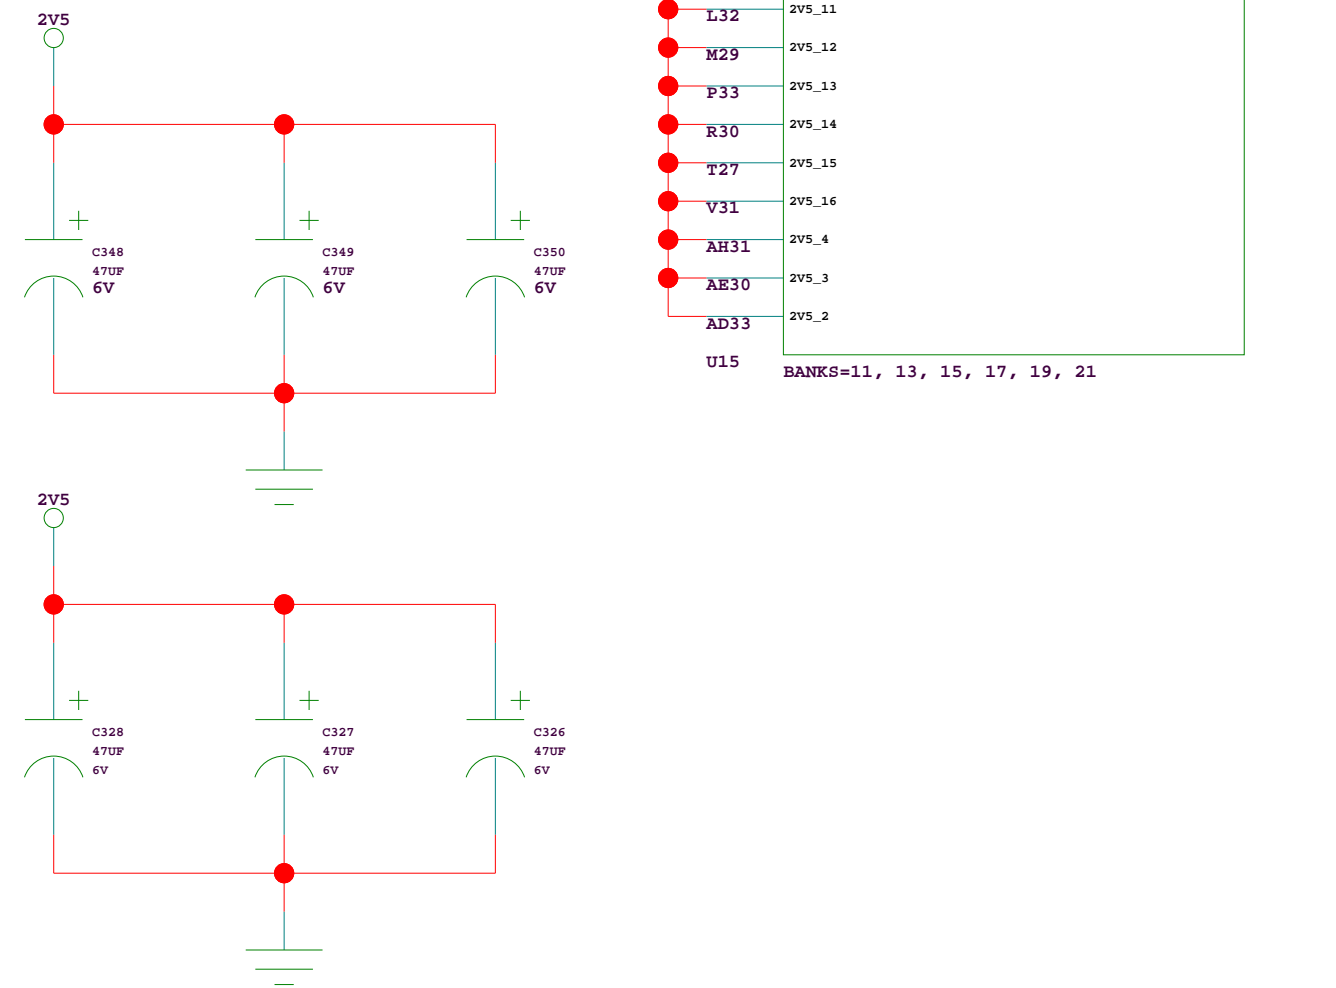 2V5
C348
47UF
6V
C349
47UF
6V
C350
47UF
6V
2V5
C328
47UF
6V
C327
47UF
6V
C326
47UF
6V
L32 2V5_11
M29 2V5_12
P33 2V5_13
R30 2V5_14
T27 2V5_15
V31 2V5_16
AH31 2V5_4
AE30 2V5_3
AD33 2V5_2
U15
BANKS=11, 13, 15, 17, 19, 21